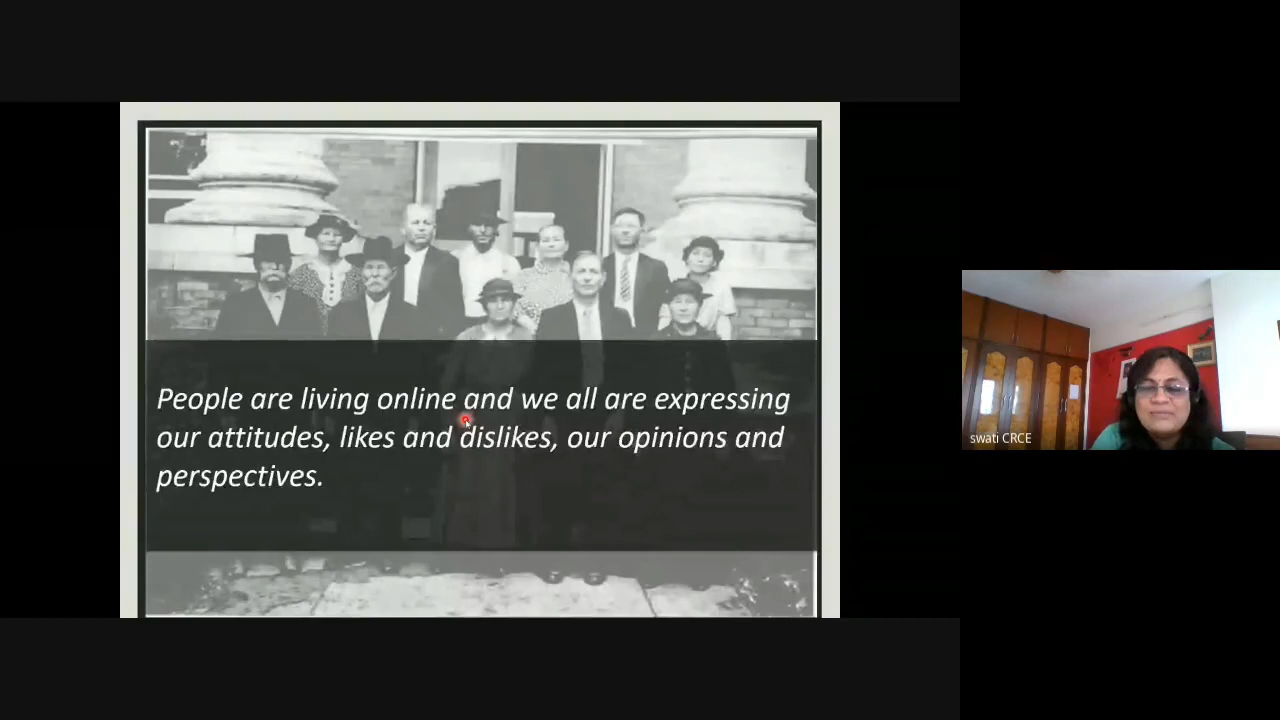 People are living online and we all are expressing
our attitudes, likes and dislikes, our opinions and
perspectives.
swati CRCE